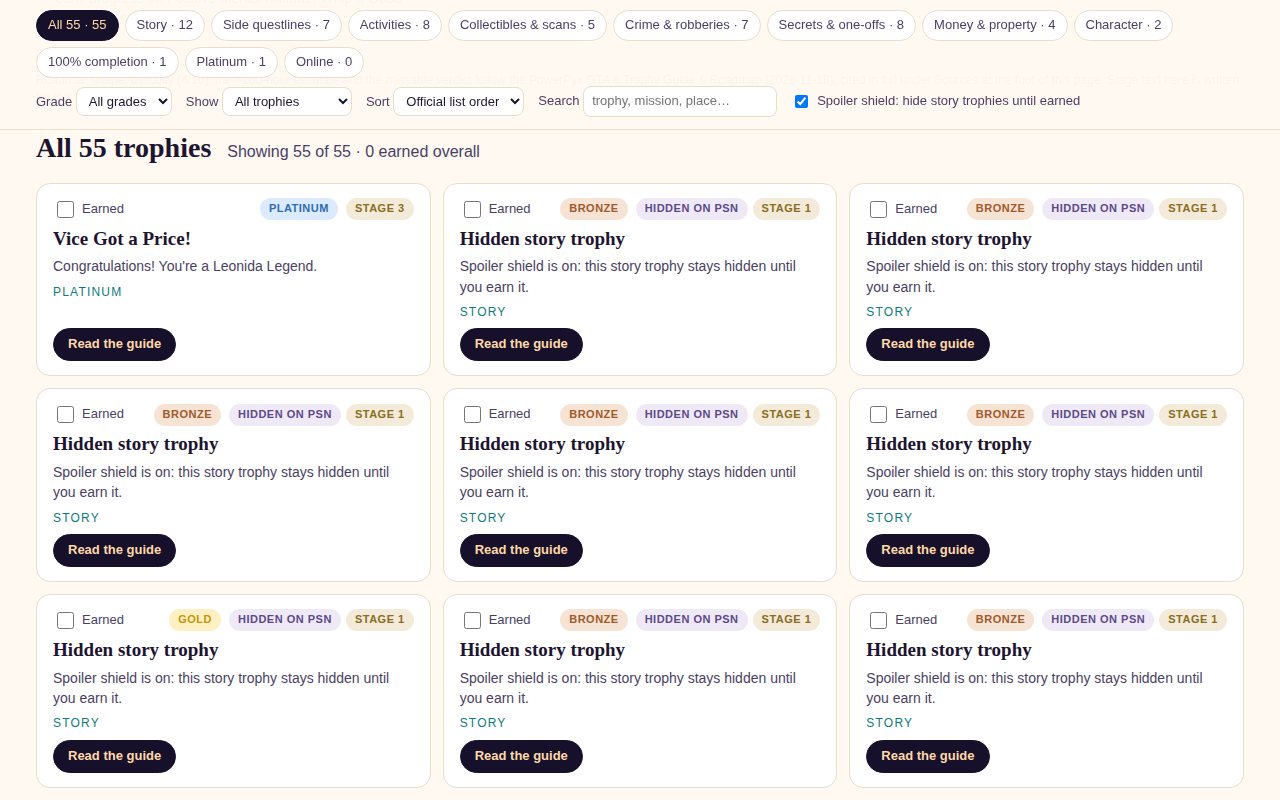 All 55 · 55 Story · 12 Side questlines · 7 Activities · 8 Collectibles & scans · 5 Crime & robberies · 7 Secrets & one-offs · 8 Money & property · 4 Character · 2
100% completion · 1 Platinum · 1 Online · 0
Grade All grades Show All trophies Sort Official list order Search trophy, mission, place… Spoiler shield: hide story trophies until earned
All 55 trophies Showing 55 of 55 · 0 earned overall
Earned PLATINUM STAGE 3
Vice Got a Price!
Congratulations! You're a Leonida Legend.
PLATINUM
Read the guide
Earned BRONZE HIDDEN ON PSN STAGE 1
Hidden story trophy
Spoiler shield is on: this story trophy stays hidden until
you earn it.
STORY
Read the guide
Earned BRONZE HIDDEN ON PSN STAGE 1
Hidden story trophy
Spoiler shield is on: this story trophy stays hidden until
you earn it.
STORY
Read the guide
Earned BRONZE HIDDEN ON PSN STAGE 1
Hidden story trophy
Spoiler shield is on: this story trophy stays hidden until
you earn it.
STORY
Read the guide
Earned BRONZE HIDDEN ON PSN STAGE 1
Hidden story trophy
Spoiler shield is on: this story trophy stays hidden until
you earn it.
STORY
Read the guide
Earned BRONZE HIDDEN ON PSN STAGE 1
Hidden story trophy
Spoiler shield is on: this story trophy stays hidden until
you earn it.
STORY
Read the guide
Earned GOLD HIDDEN ON PSN STAGE 1
Hidden story trophy
Spoiler shield is on: this story trophy stays hidden until
you earn it.
STORY
Read the guide
Earned BRONZE HIDDEN ON PSN STAGE 1
Hidden story trophy
Spoiler shield is on: this story trophy stays hidden until
you earn it.
STORY
Read the guide
Earned BRONZE HIDDEN ON PSN STAGE 1
Hidden story trophy
Spoiler shield is on: this story trophy stays hidden until
you earn it.
STORY
Read the guide